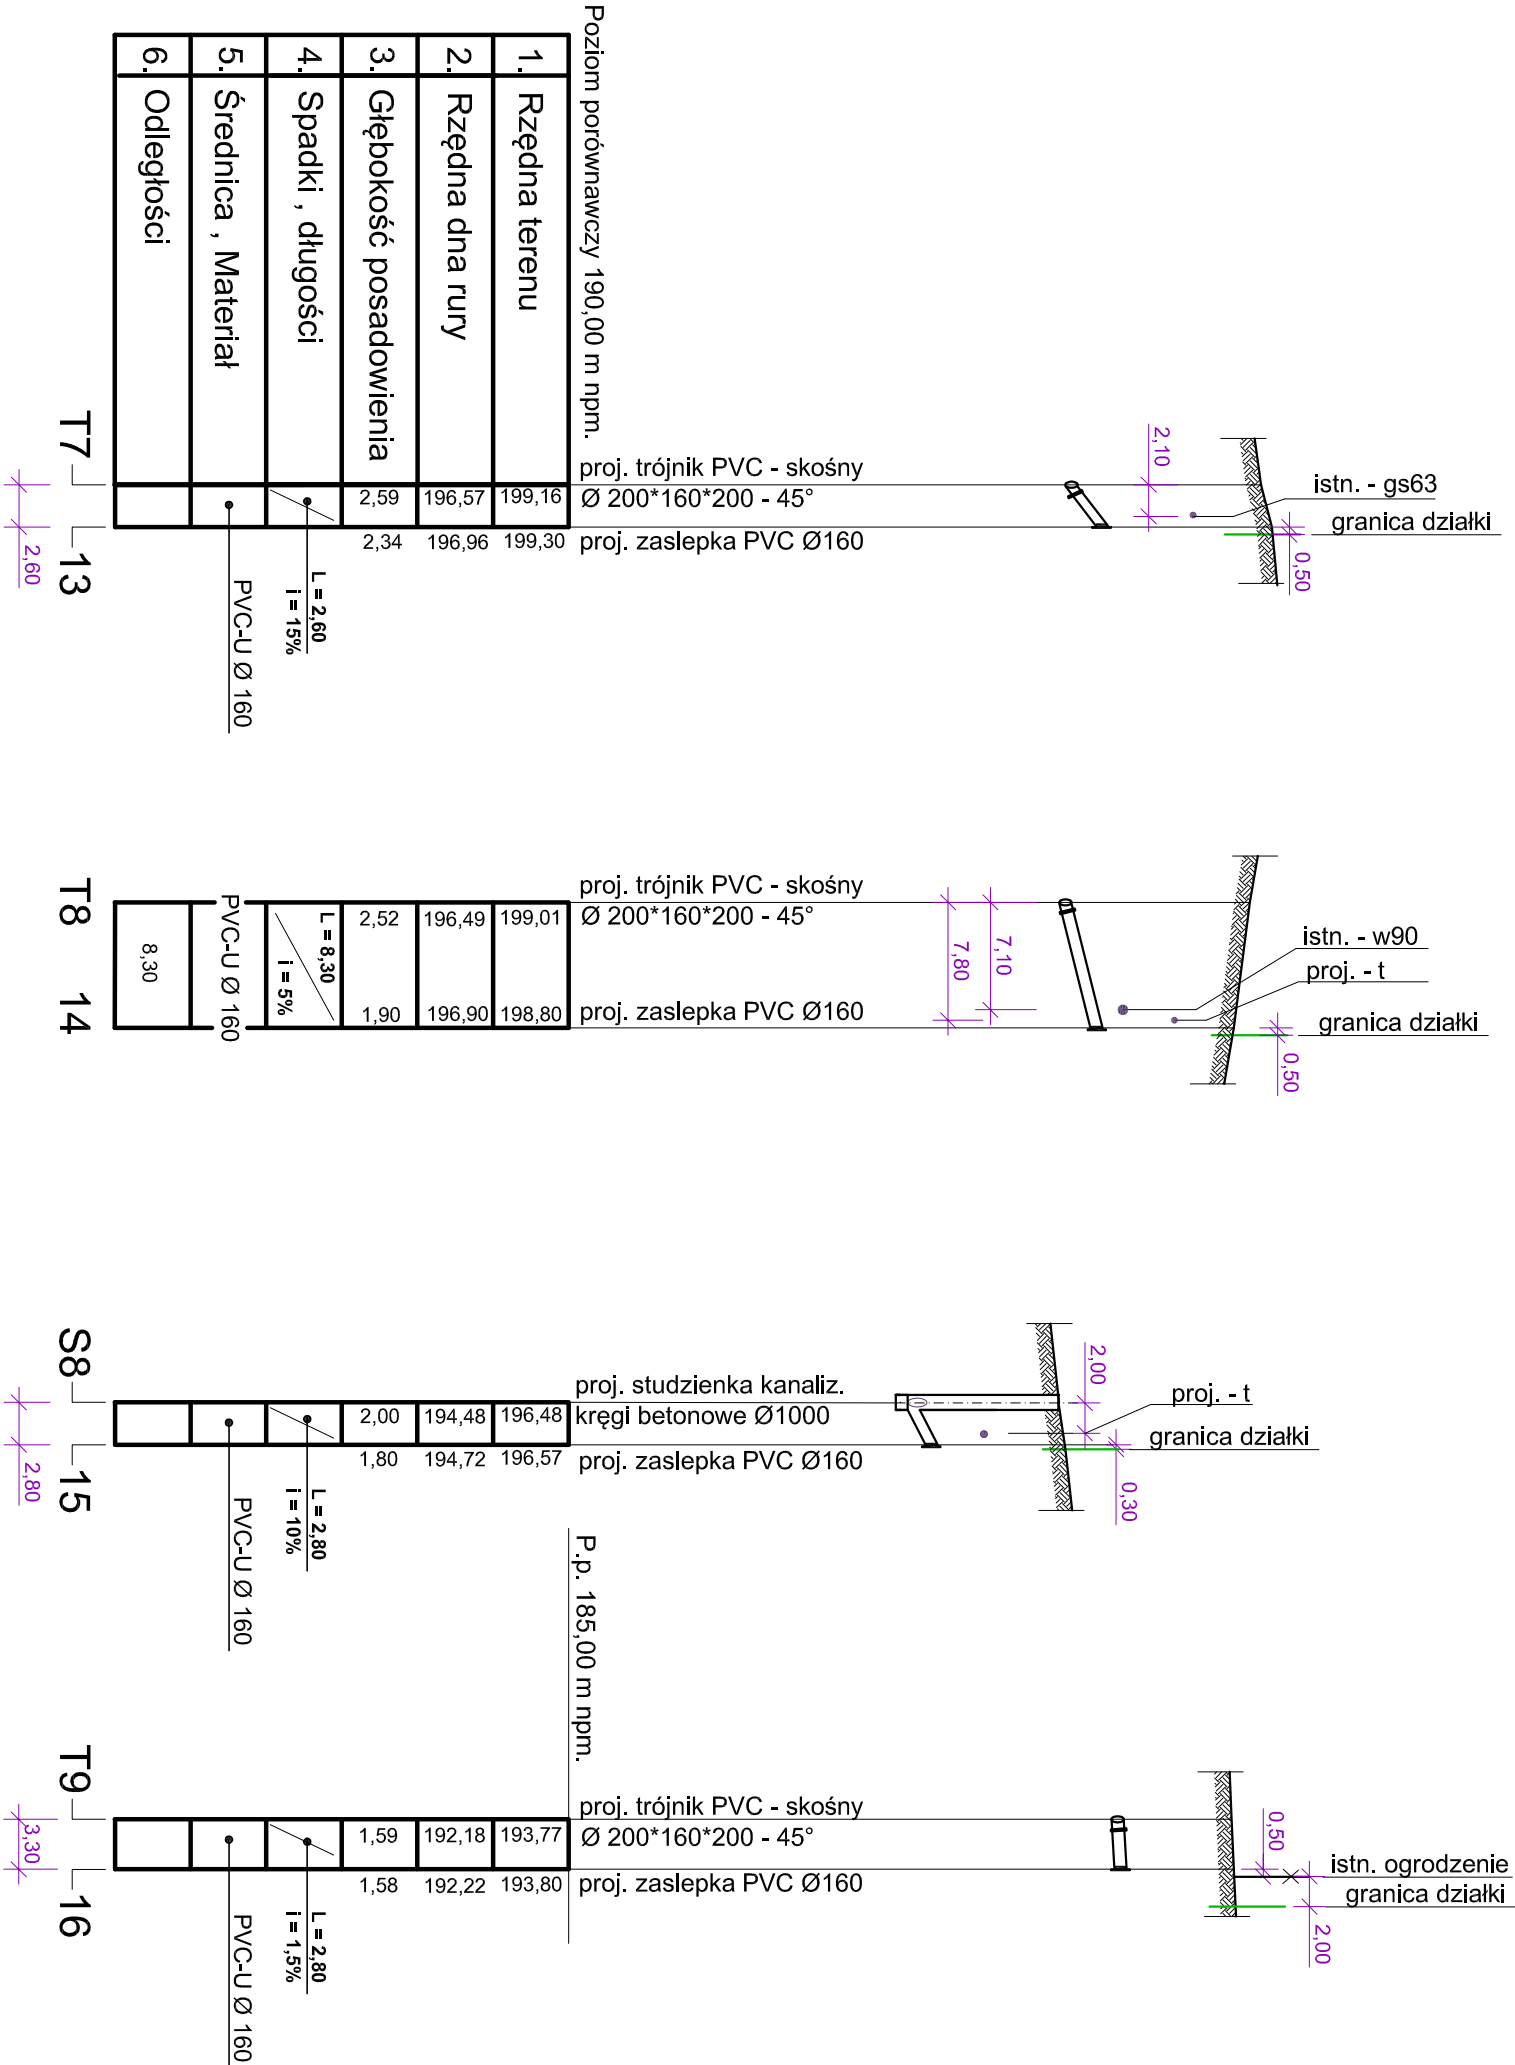 Poziom porównawczy 190,00 m npm.
1. Rzędna terenu
2. Rzędna dna rury
3. Głębokość posadowienia
4. Spadki , długości
5. Średnica , Materiał
6. Odległości
proj. trójnik PVC - skośny
Ø 200*160*200 - 45°
proj. zaslepka PVC Ø160
199,16
199,30
196,57
196,96
2,59
2,34
L = 2,60
i = 15%
PVC-U Ø 160
T7
13
2,60
2,10
istn. - gs63
granica działki
0,50
proj. trójnik PVC - skośny
Ø 200*160*200 - 45°
proj. zaslepka PVC Ø160
199,01
198,80
196,49
196,90
2,52
1,90
L = 8,30
i = 5%
PVC-U Ø 160
8,30
T8
14
7,10
7,80
istn. - w90
proj. - t
granica działki
0,50
proj. studzienka kanaliz.
kręgi betonowe Ø1000
proj. zaslepka PVC Ø160
196,48
196,57
194,48
194,72
2,00
1,80
L = 2,80
i = 10%
PVC-U Ø 160
S8
15
2,80
2,00
proj. - t
granica działki
0,30
P.p. 185,00 m npm.
proj. trójnik PVC - skośny
Ø 200*160*200 - 45°
proj. zaslepka PVC Ø160
193,77
193,80
192,18
192,22
1,59
1,58
L = 2,80
i = 1,5%
PVC-U Ø 160
T9
16
3,30
0,50
istn. ogrodzenie
granica działki
2,00